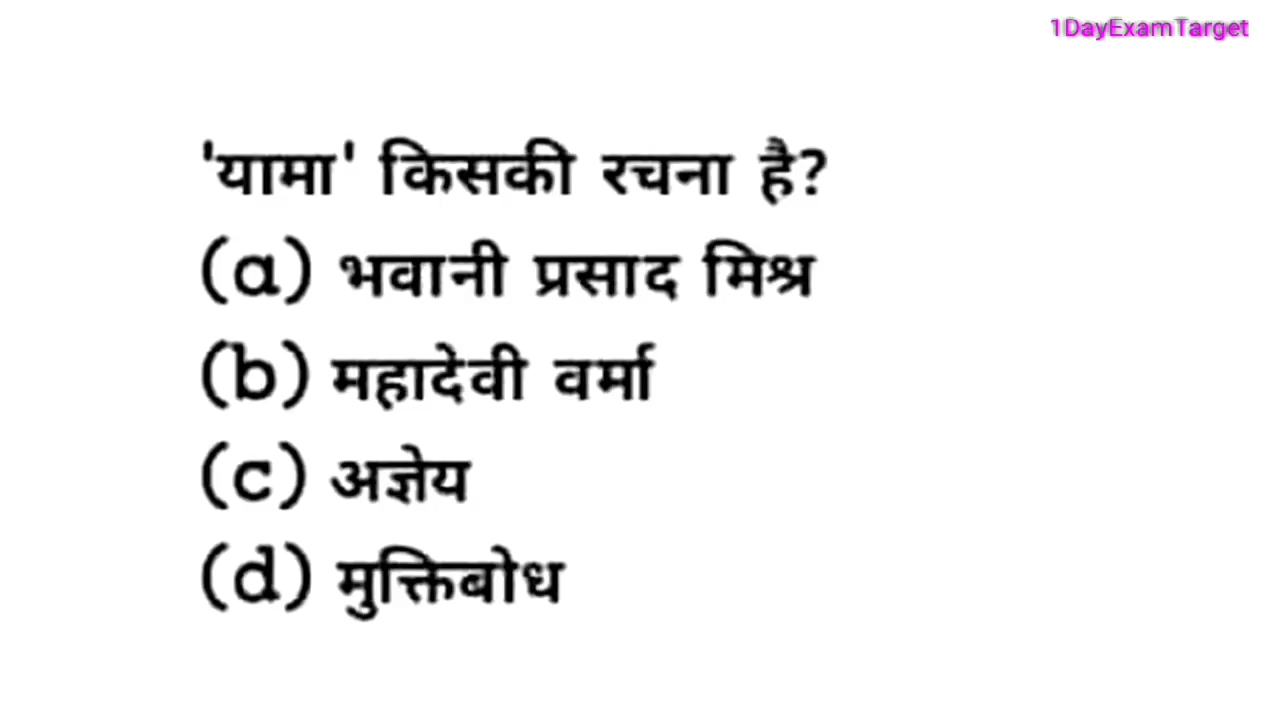 1DayExamTarget
'यामा' किसकी रचना है?
(a) भवानी प्रसाद मिश्र
(b) महादेवी वर्मा
(c) अज्ञेय
(d) मुक्तिबोध